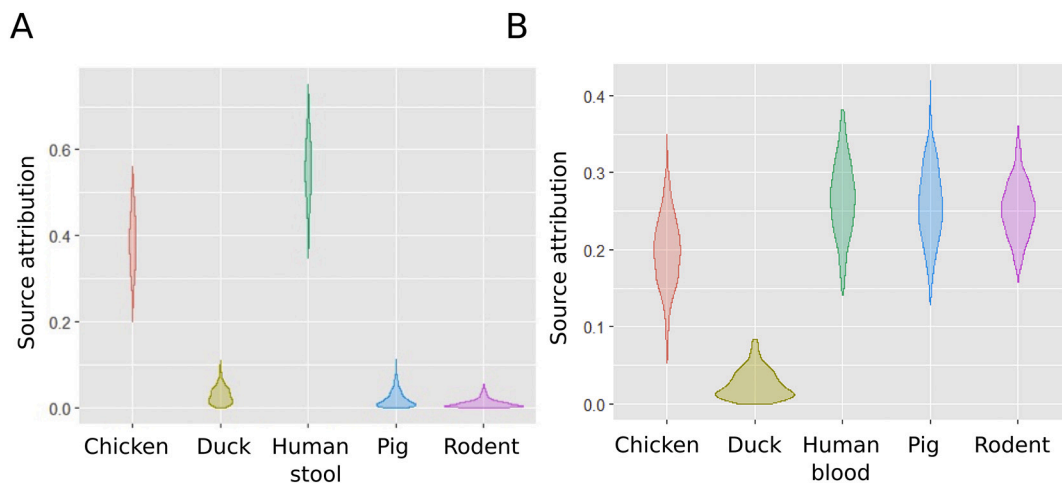 A
Source attribution
0.6
0.4
0.2
0.0
Chicken Duck Human stool Pig Rodent
B
Source attribution
0.4
0.3
0.2
0.1
0.0
Chicken Duck Human blood Pig Rodent